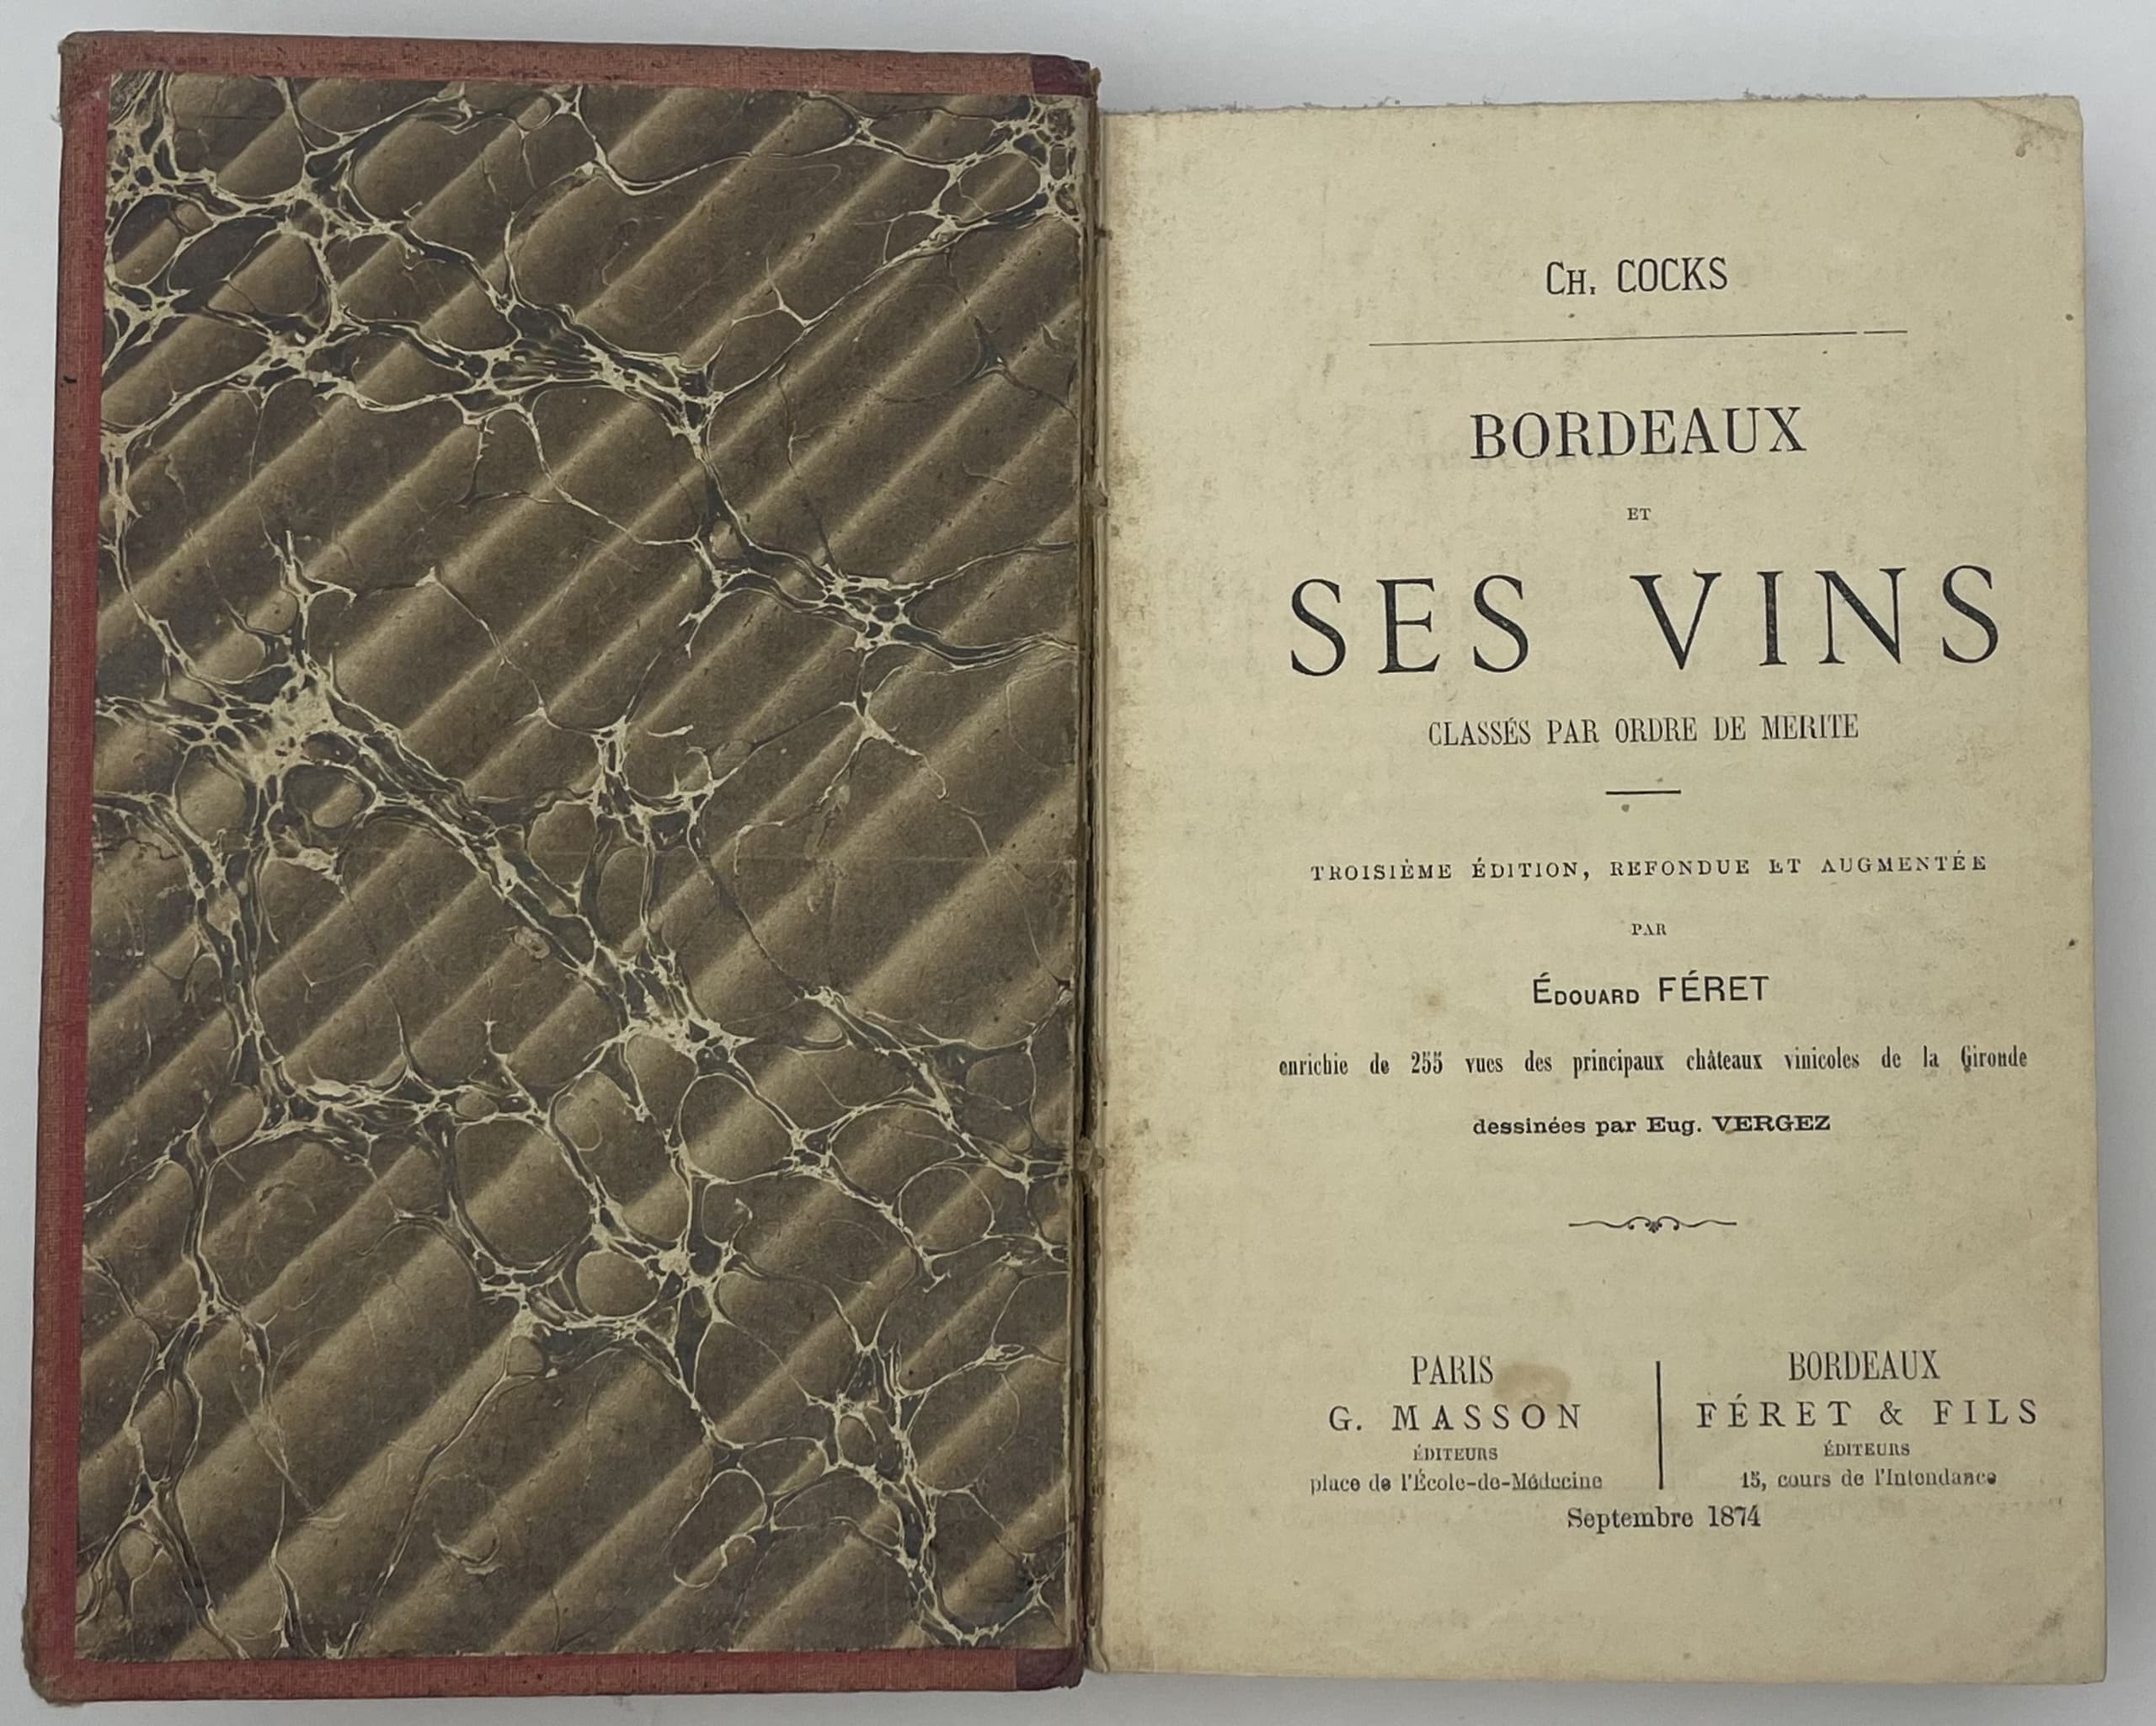 CH. COCKS
BORDEAUX
ET
SES VINS
CLASSÉS PAR ORDRE DE MÉRITE
TROISIÈME ÉDITION, REFONDUE ET AUGMENTÉE
PAR
ÉDOUARD FÉRET
enrichie de 255 vues des principaux châteaux vinicoles de la Gironde
dessinées par Eug. VERGEZ
PARIS
G. MASSON
ÉDITEURS
place de l'École-de-Médecine
BORDEAUX
FÉRET & FILS
ÉDITEURS
15, cours de l'Intendance
Septembre 1874